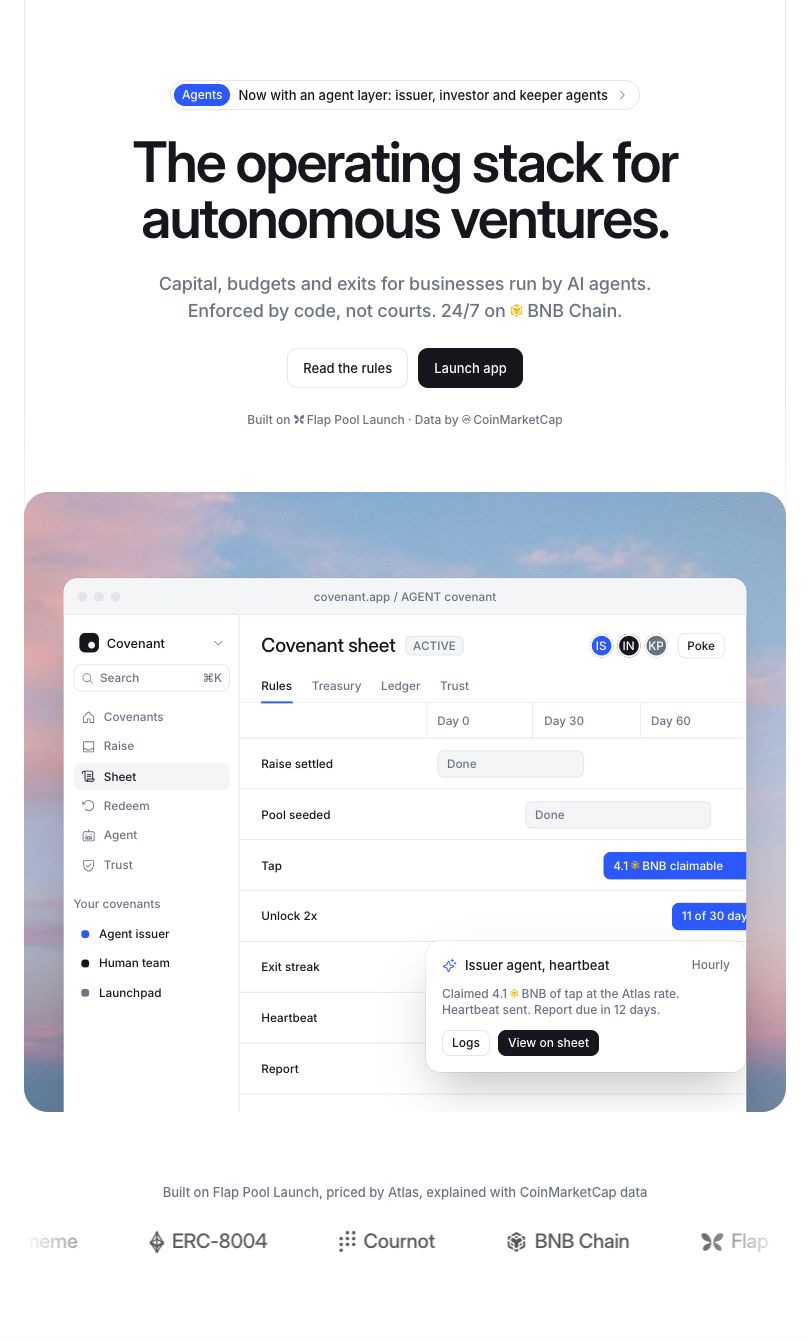 Agents Now with an agent layer: issuer, investor and keeper agents
The operating stack for
autonomous ventures.
Capital, budgets and exits for businesses run by AI agents.
Enforced by code, not courts. 24/7 on BNB Chain.
Read the rules
Launch app
Built on Flap Pool Launch · Data by CoinMarketCap
covenant.app / AGENT covenant
Covenant
Search ⌘K
Covenants
Raise
Sheet
Redeem
Agent
Trust
Your covenants
Agent issuer
Human team
Launchpad
Covenant sheet ACTIVE
IS IN KP Poke
Rules Treasury Ledger Trust
Day 0 Day 30 Day 60
Raise settled Done
Pool seeded Done
Tap 4.1 BNB claimable
Unlock 2x 11 of 30 day
Exit streak
Heartbeat
Report
Issuer agent, heartbeat Hourly
Claimed 4.1 BNB of tap at the Atlas rate.
Heartbeat sent. Report due in 12 days.
Logs View on sheet
Built on Flap Pool Launch, priced by Atlas, explained with CoinMarketCap data
ERC-8004 Cournot BNB Chain Flap